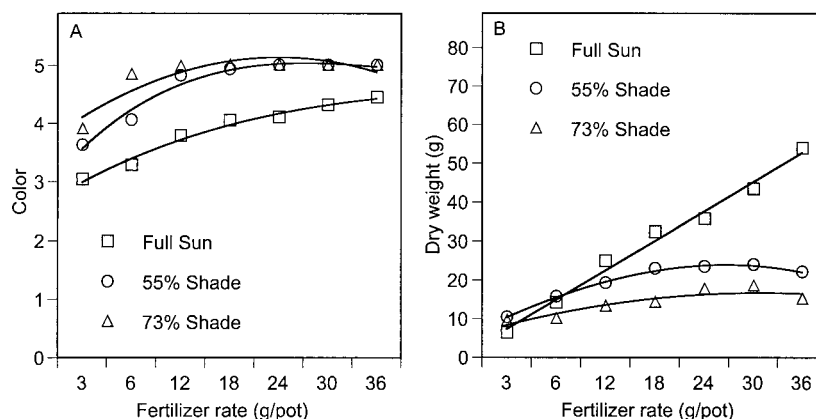 A
Color
5
4
3
2
1
0
Full Sun
55% Shade
73% Shade
3 6 12 18 24 30 36
Fertilizer rate (g/pot)
B
Dry weight (g)
80
70
60
50
40
30
20
10
0
Full Sun
55% Shade
73% Shade
3 6 12 18 24 30 36
Fertilizer rate (g/pot)